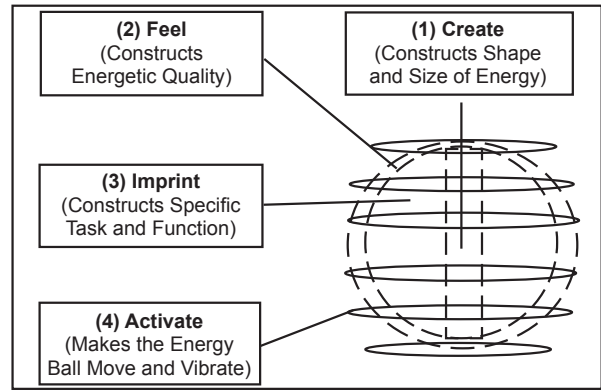 (2) Feel
(Constructs
Energetic Quality)
(1) Create
(Constructs Shape
and Size of Energy)
(3) Imprint
(Constructs Specific
Task and Function)
(4) Activate
(Makes the Energy
Ball Move and Vibrate)